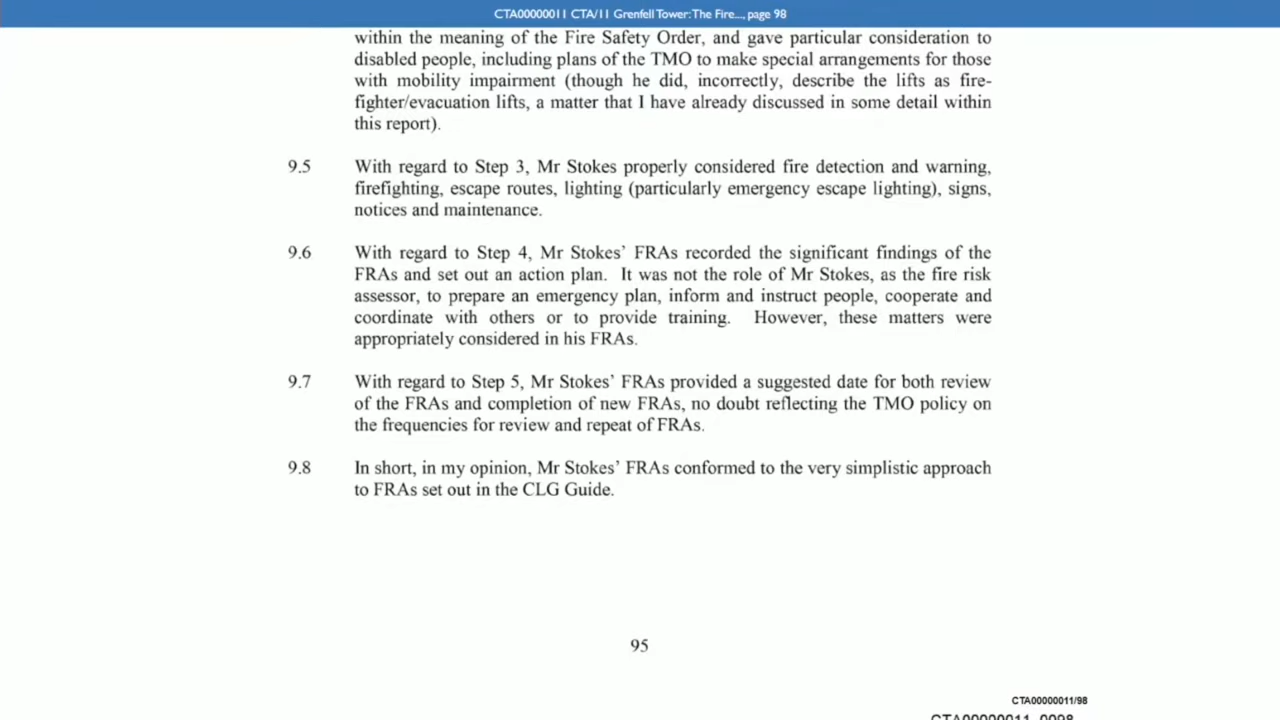 CTA00000011 CTA/11 Grenfell Tower: The Fire..., page 98
within the meaning of the Fire Safety Order, and gave particular consideration to
disabled people, including plans of the TMO to make special arrangements for those
with mobility impairment (though he did, incorrectly, describe the lifts as fire-
fighter/evacuation lifts, a matter that I have already discussed in some detail within
this report).
9.5 With regard to Step 3, Mr Stokes properly considered fire detection and warning,
firefighting, escape routes, lighting (particularly emergency escape lighting), signs,
notices and maintenance.
9.6 With regard to Step 4, Mr Stokes’ FRAs recorded the significant findings of the
FRAs and set out an action plan. It was not the role of Mr Stokes, as the fire risk
assessor, to prepare an emergency plan, inform and instruct people, cooperate and
coordinate with others or to provide training. However, these matters were
appropriately considered in his FRAs.
9.7 With regard to Step 5, Mr Stokes’ FRAs provided a suggested date for both review
of the FRAs and completion of new FRAs, no doubt reflecting the TMO policy on
the frequencies for review and repeat of FRAs.
9.8 In short, in my opinion, Mr Stokes’ FRAs conformed to the very simplistic approach
to FRAs set out in the CLG Guide.
95
CTA00000011/98
CTA00000011_0098